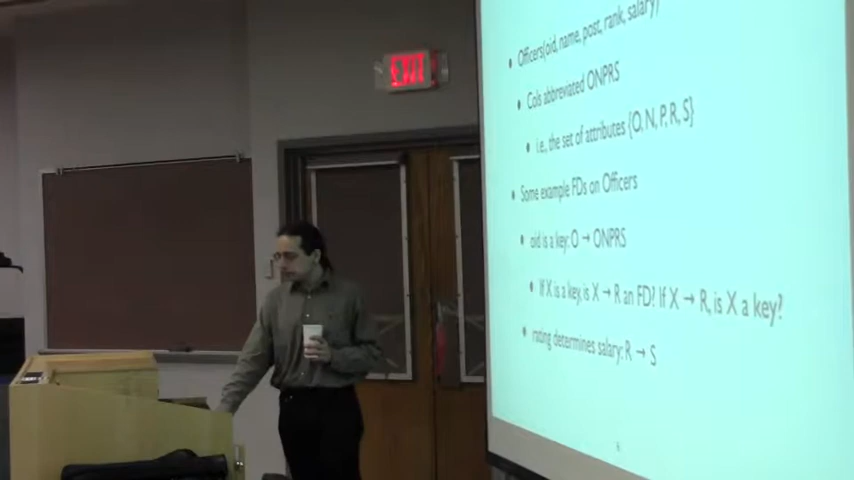 EXIT
• Officers(oid, name, post, rank, salary)
• Cols abbreviated ONPRS
• i.e., the set of attributes {O, N, P, R, S}
• Some example FDs on Officers
• oid is a key: O → ONPRS
• If X is a key, is X → R an FD? If X → R, is X a key?
• rating determines salary: R → S